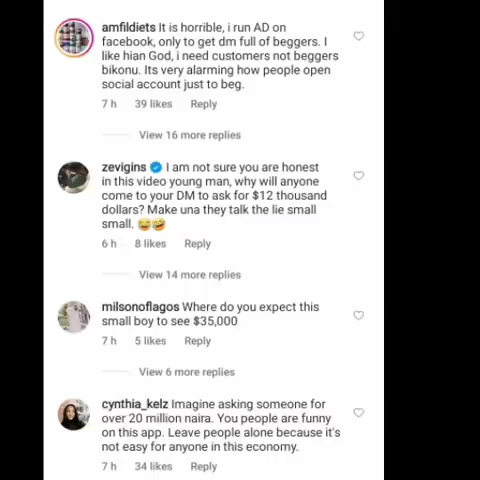 amfildiets It is horrible, i run AD on
facebook, only to get dm full of beggers. I
like hian God, i need customers not beggers
bikonu. Its very alarming how people open
social account just to beg.
7 h 39 likes Reply
View 16 more replies
zevigins I am not sure you are honest
in this video young man, why will anyone
come to your DM to ask for $12 thousand
dollars? Make una they talk the lie small
small. 😂🤣
6 h 8 likes Reply
View 14 more replies
milsonoflagos Where do you expect this
small boy to see $35,000
7 h 5 likes Reply
View 6 more replies
cynthia_kelz Imagine asking someone for
over 20 million naira. You people are funny
on this app. Leave people alone because it's
not easy for anyone in this economy.
7 h 34 likes Reply